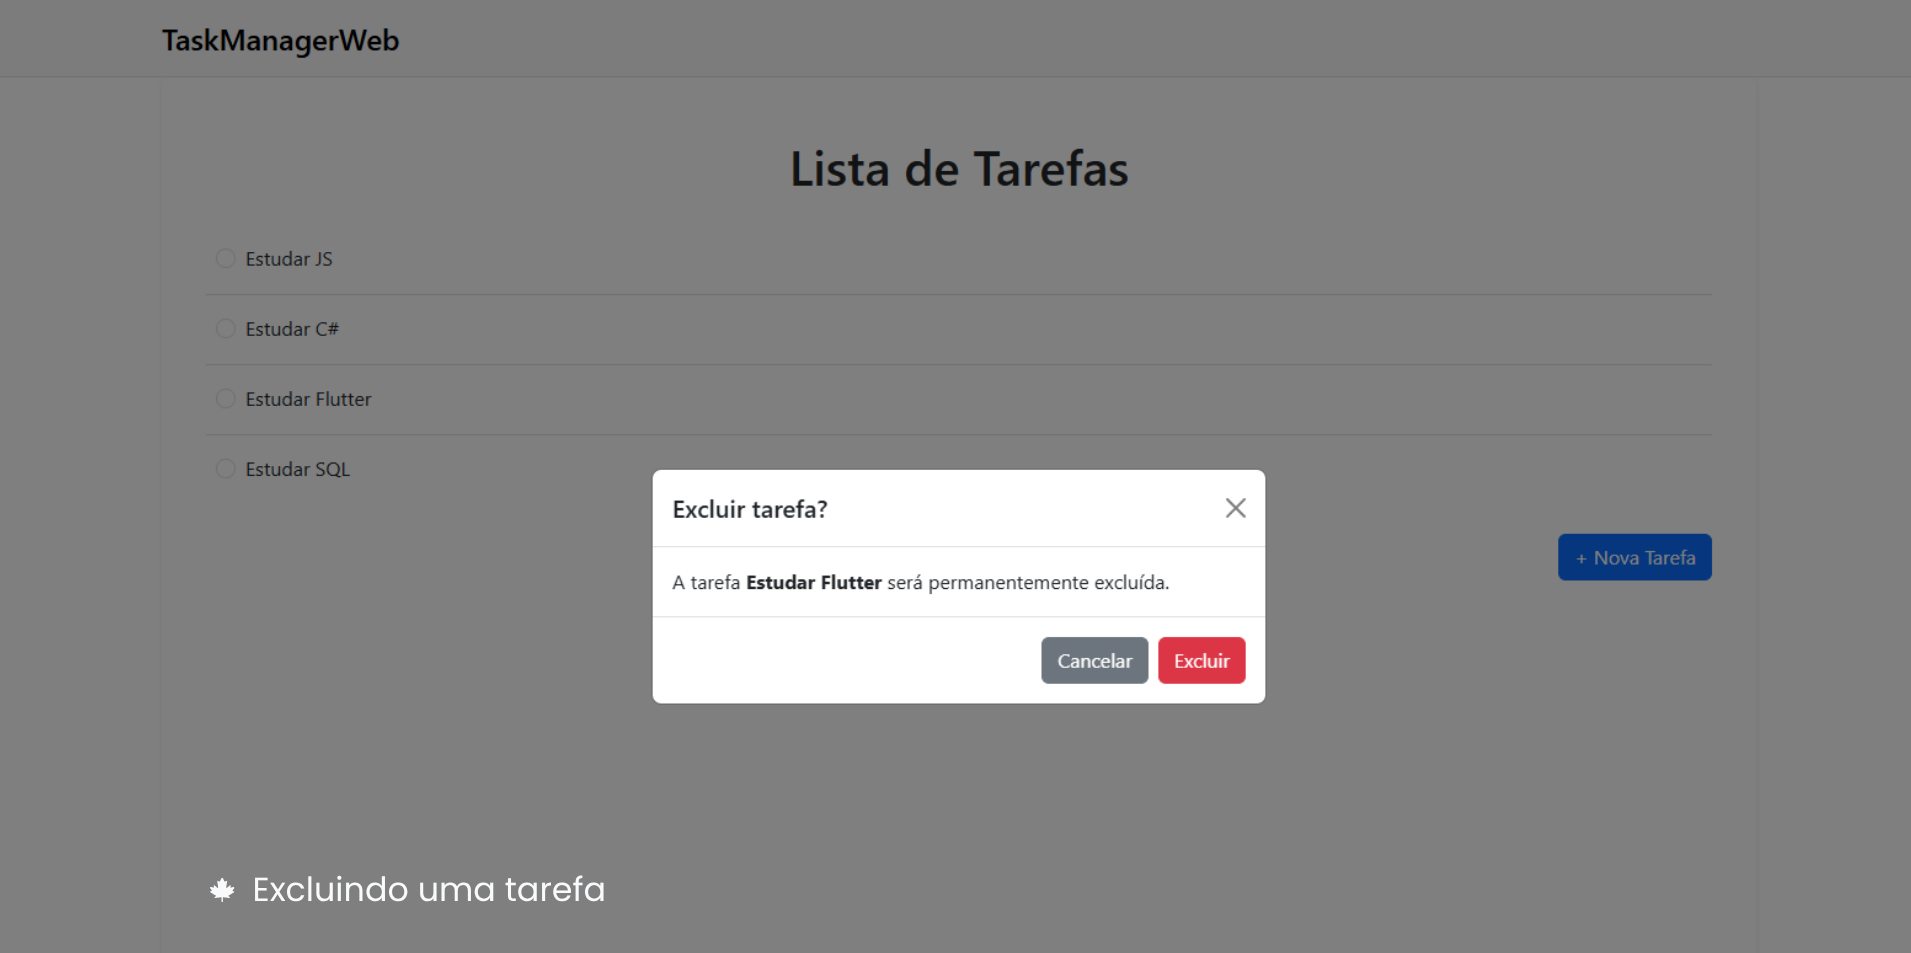 TaskManagerWeb
Lista de Tarefas
Estudar JS
Estudar C#
Estudar Flutter
Estudar SQL
Excluir tarefa?
A tarefa Estudar Flutter será permanentemente excluída.
Cancelar Excluir
+ Nova Tarefa
Excluindo uma tarefa